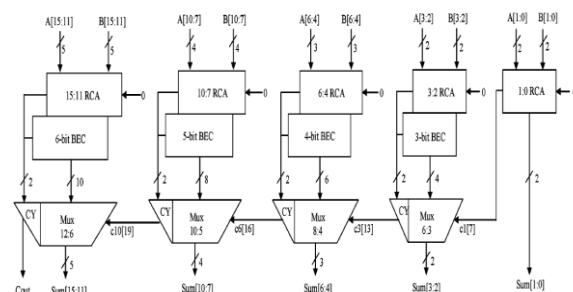 A[15:11] B[15:11] A[10:7] B[10:7] A[6:4] B[6:4] A[3:2] B[3:2] A[1:0] B[1:0]
5 5 4 4 3 3 2 2 2 2
15:11 RCA 0 10:7 RCA 0 6:4 RCA 0 3:2 RCA 0 1:0 RCA 0
6-bit BEC 5-bit BEC 4-bit BEC 3-bit BEC
2 10 2 8 2 6 2 4 2
CY Mux 12:6 c10[19] CY Mux 10:5 c6[16] CY Mux 8:4 c3[13] CY Mux 6:3 c1[7]
5 4 3 2
Cout Sum[15:11] Sum[10:7] Sum[6:4] Sum[3:2] Sum[1:0]